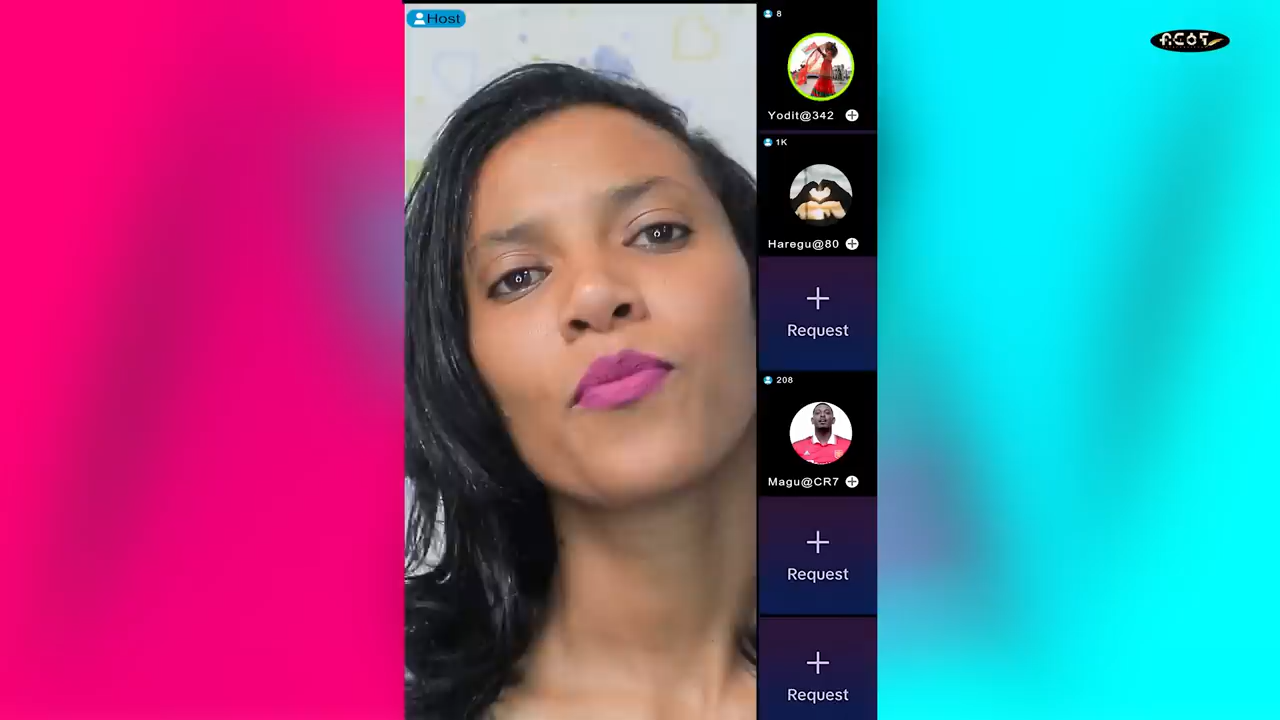 Host
8
Yodit@342
1K
Haregu@80
Request
208
Magu@CR7
Request
Request